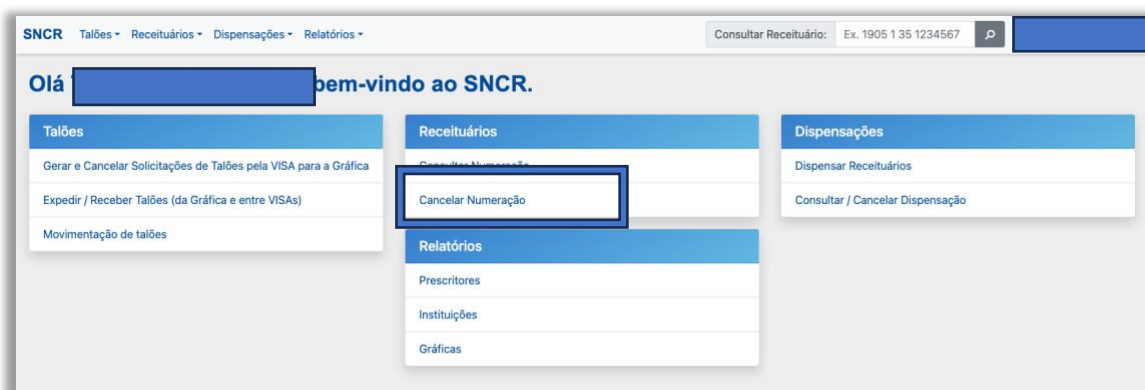 SNCR Talões Receituários Dispensações Relatórios Consultar Receituário: Ex. 1905 1 35 1234567
Olá bem-vindo ao SNCR.
Talões
Gerar e Cancelar Solicitações de Talões pela VISA para a Gráfica
Expedir / Receber Talões (da Gráfica e entre VISAs)
Movimentação de talões
Receituários
Consultar Numeração
Cancelar Numeração
Relatórios
Prescritores
Instituições
Gráficas
Dispensações
Dispensar Receituários
Consultar / Cancelar Dispensação